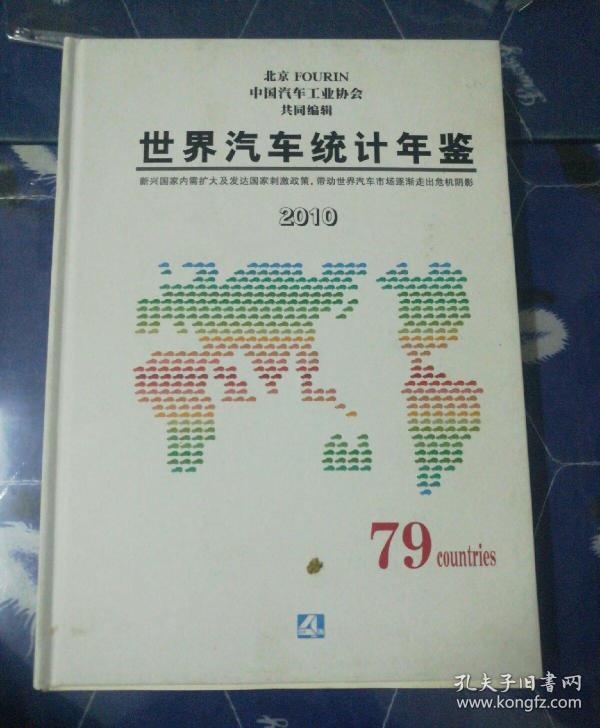 北京 FOURIN
中国汽车工业协会
共同编辑
世界汽车统计年鉴
新兴国家内需扩大及发达国家刺激政策，带动世界汽车市场逐渐走出危机阴影
2010
79 countries
孔夫子旧书网
www.kongfz.com